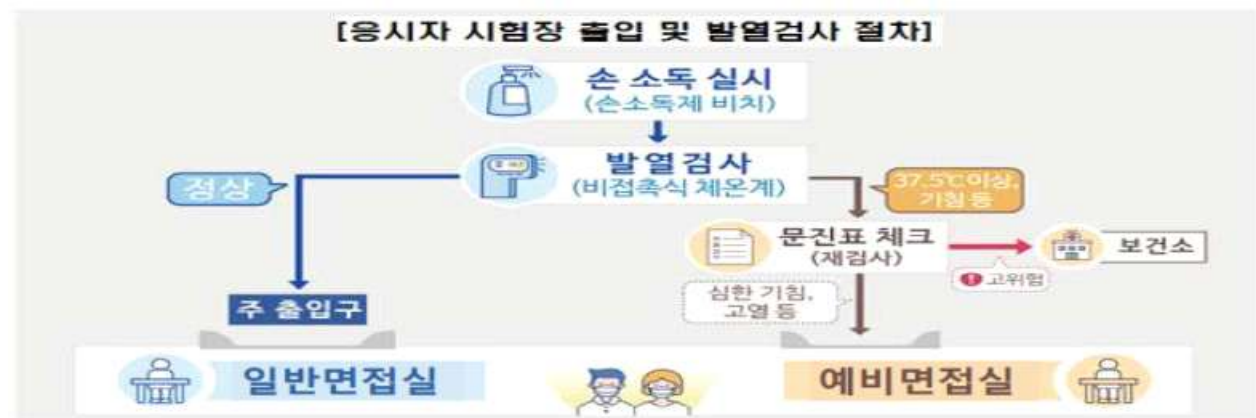 [응시자 시험장 출입 및 발열검사 절차]
손 소독 실시
(손소독제 비치)
발열검사
(비접촉식 체온계)
정상
37.5℃이상,
기침 등
문진표 체크
(재검사)
보건소
고위험
심한 기침,
고열 등
주 출입구
일반면접실
예비면접실